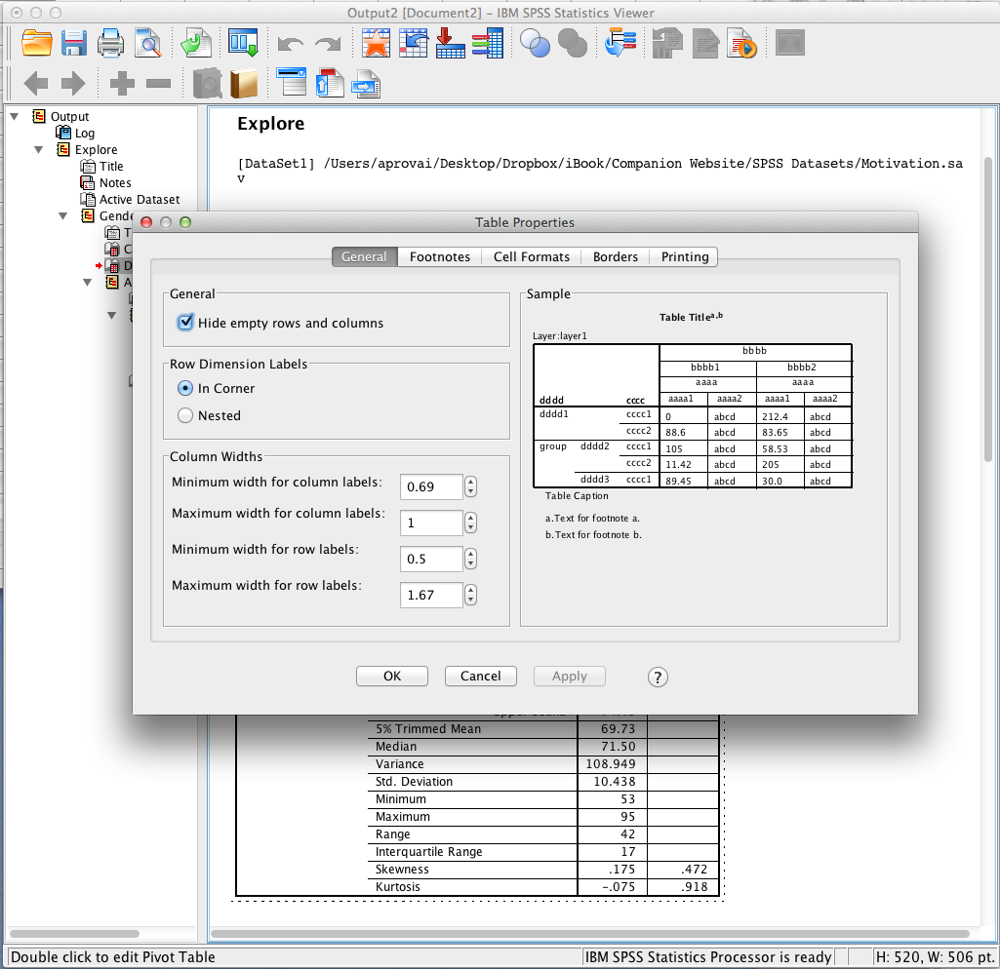 Output2 [Document2] – IBM SPSS Statistics Viewer
Output
Log
Explore
Title
Notes
Active Dataset
Explore
[DataSet1] /Users/aprovai/Desktop/Dropbox/iBook/Companion Website/SPSS Datasets/Motivation.sa
v
Table Properties
General Footnotes Cell Formats Borders Printing
General
Hide empty rows and columns
Row Dimension Labels
In Corner
Nested
Column Widths
Minimum width for column labels: 0.69
Maximum width for column labels: 1
Minimum width for row labels: 0.5
Maximum width for row labels: 1.67
Sample
Table Titlea,b
Layer:layer1
bbbb
bbbb1 bbbb2
aaaa aaaa
dddd cccc aaaa1 aaaa2 aaaa1 aaaa2
dddd1 cccc1 0 abcd 212.4 abcd
cccc2 88.6 abcd 83.65 abcd
group dddd2 cccc1 105 abcd 58.53 abcd
cccc2 11.42 abcd 205 abcd
dddd3 cccc1 89.45 abcd 30.0 abcd
Table Caption
a.Text for footnote a.
b.Text for footnote b.
OK Cancel Apply ?
5% Trimmed Mean 69.73
Median 71.50
Variance 108.949
Std. Deviation 10.438
Minimum 53
Maximum 95
Range 42
Interquartile Range 17
Skewness .175 .472
Kurtosis -.075 .918
Double click to edit Pivot Table IBM SPSS Statistics Processor is ready H: 520, W: 506 pt.